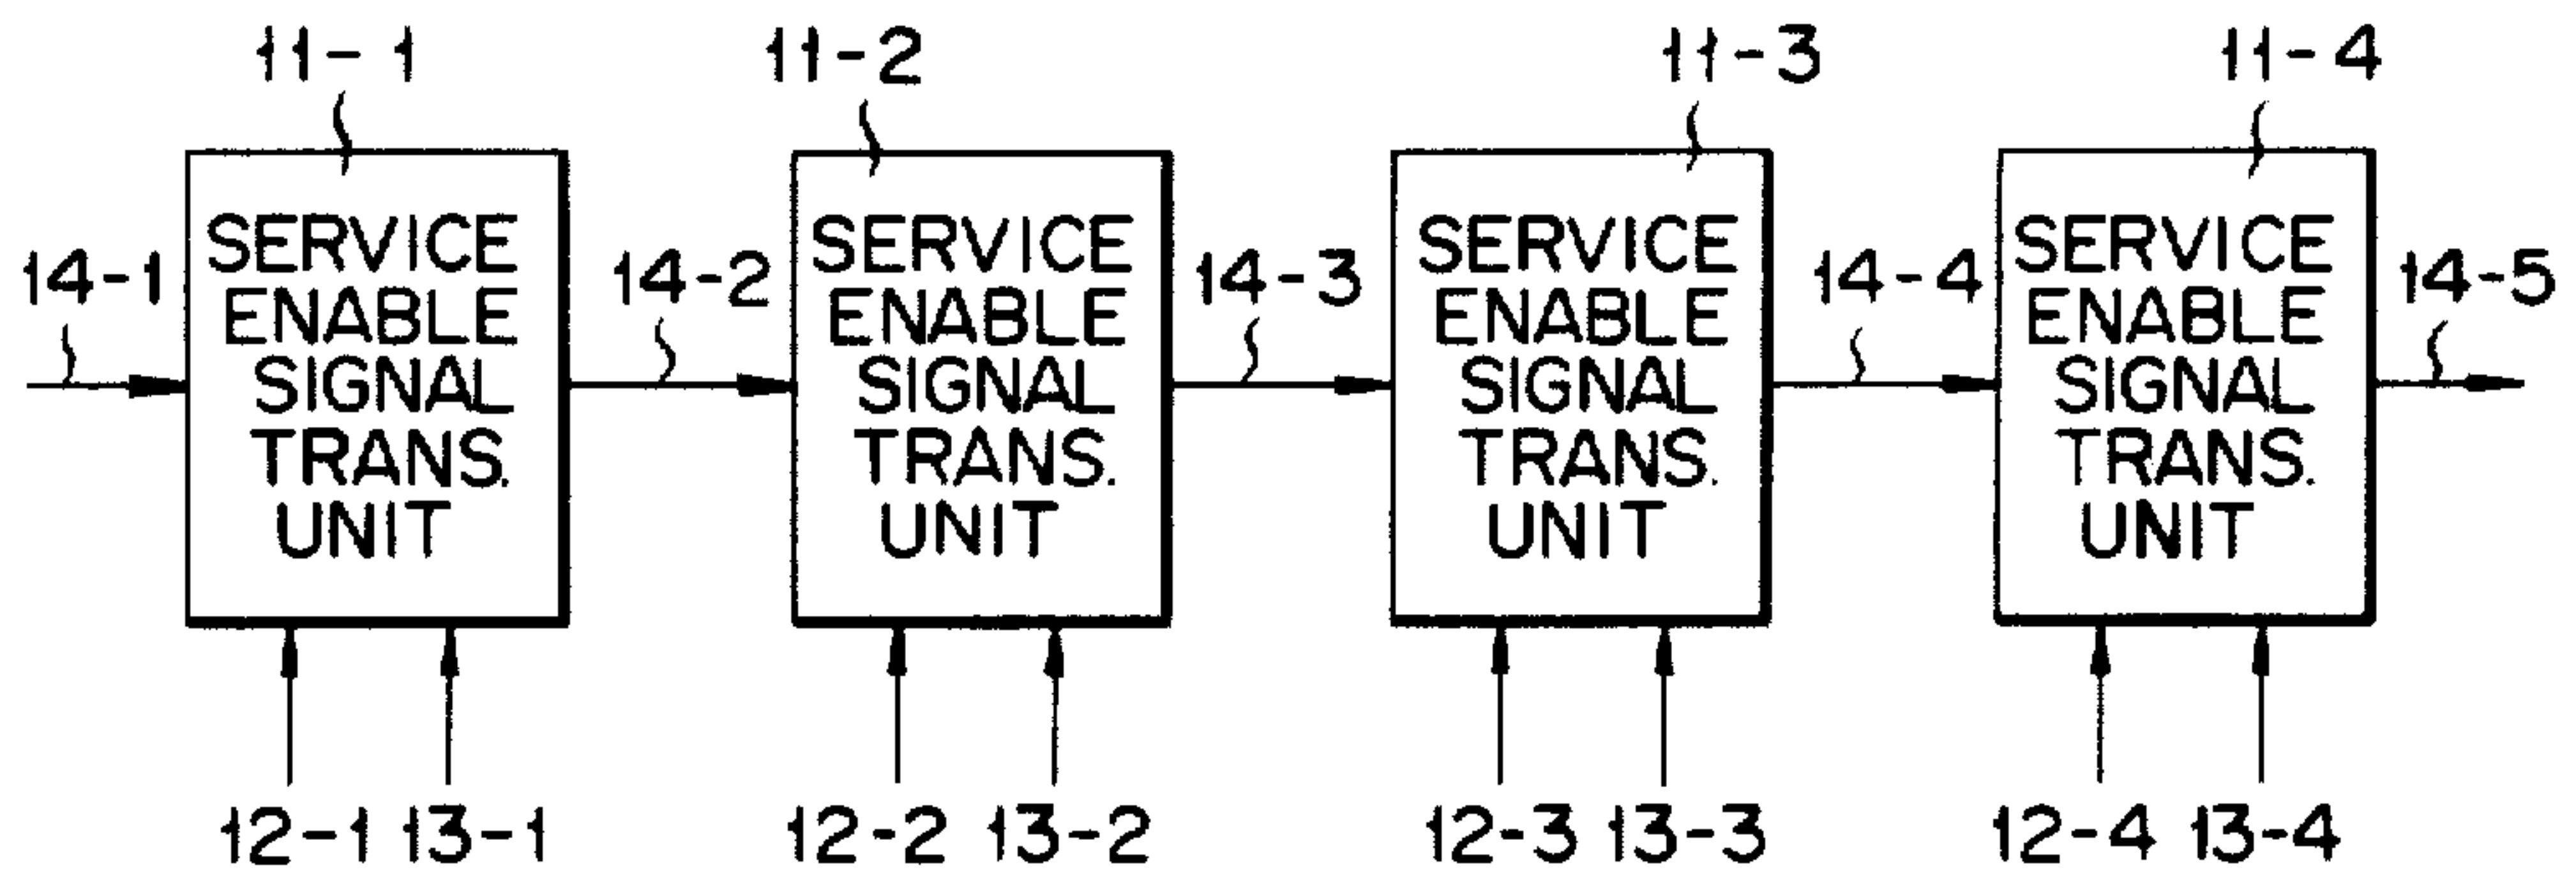 11-1
11-2
11-3
11-4
14-1
SERVICE
ENABLE
SIGNAL
TRANS.
UNIT
14-2
SERVICE
ENABLE
SIGNAL
TRANS.
UNIT
14-3
SERVICE
ENABLE
SIGNAL
TRANS.
UNIT
14-4
SERVICE
ENABLE
SIGNAL
TRANS.
UNIT
14-5
12-1 13-1
12-2 13-2
12-3 13-3
12-4 13-4